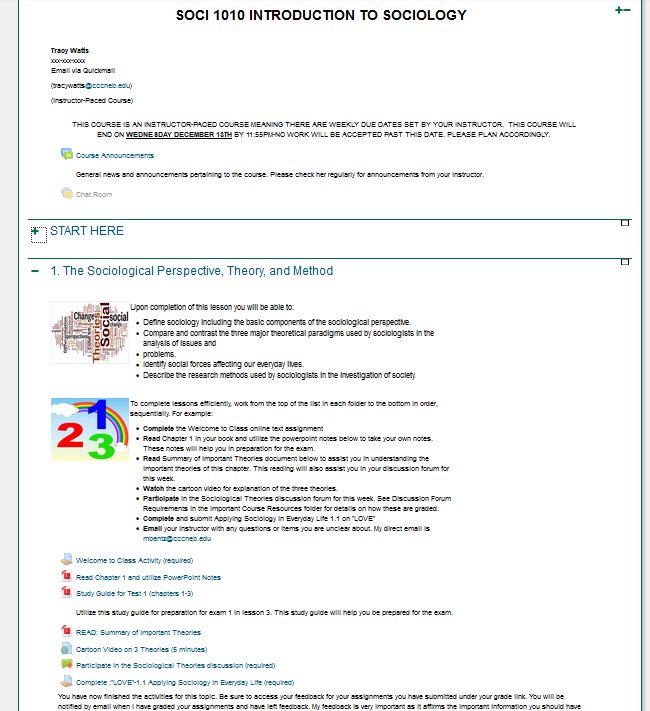 SOCI 1010 INTRODUCTION TO SOCIOLOGY
Tracy Watts
xxx-xxx-xxxx
Email via Quickmail
(tracywatts@cccneb.edu)
(Instructor-Paced Course)
THIS COURSE IS AN INSTRUCTOR-PACED COURSE MEANING THERE ARE WEEKLY DUE DATES SET BY YOUR INSTRUCTOR. THIS COURSE WILL
END ON WEDNESDAY DECEMBER 18TH BY 11:55PM-NO WORK WILL BE ACCEPTED PAST THIS DATE. PLEASE PLAN ACCORDINGLY.
Course Announcements
General news and announcements pertaining to the course. Please check her regularly for announcements from your instructor.
Chat Room
START HERE
1. The Sociological Perspective, Theory, and Method
Change
social
change
Theories
Social
Upon completion of this lesson you will be able to:
Define sociology including the basic components of the sociological perspective.
Compare and contrast the three major theoretical paradigms used by sociologists in the
analysis of issues and
problems.
Identify social forces affecting our everyday lives.
Describe the research methods used by sociologists in the investigation of society.
1
2
3
To complete lessons efficiently, work from the top of the list in each folder to the bottom in order,
sequentially. For example:
Complete the Welcome to Class online text assignment
Read Chapter 1 in your book and utilize the powerpoint notes below to take your own notes.
These notes will help you in preparation for the exam.
Read Summary of Important Theories document below to assist you in understanding the
important theories of this chapter. This reading will also assist you in your discussion forum for
this week.
Watch the cartoon video for explanation of the three theories.
Participate in the Sociological Theories discussion forum for this week. See Discussion Forum
Requirements in the Important Course Resources folder for details on how these are graded.
Complete and submit Applying Sociology in Everyday Life 1.1 on "LOVE"
Email your instructor with any questions or items you are unclear about. My direct email is
mbentz@cccneb.edu
Welcome to Class Activity (required)
Read Chapter 1 and utilize PowerPoint Notes
Study Guide for Test 1 (chapters 1-3)
Utilize this study guide for preparation for exam 1 in lesson 3. This study guide will help you be prepared for the exam.
READ: Summary of Important Theories
Cartoon Video on 3 Theories (5 minutes)
Participate in the Sociological Theories discussion (required)
Complete :"LOVE"-1.1 Applying Sociology in Everyday Life (required)
You have now finished the activities for this topic. Be sure to access your feedback for your assignments you have submitted under your grade link. You will be
notified by email when I have graded your assignments and have left feedback. My feedback is very important as it affirms the important information you should have